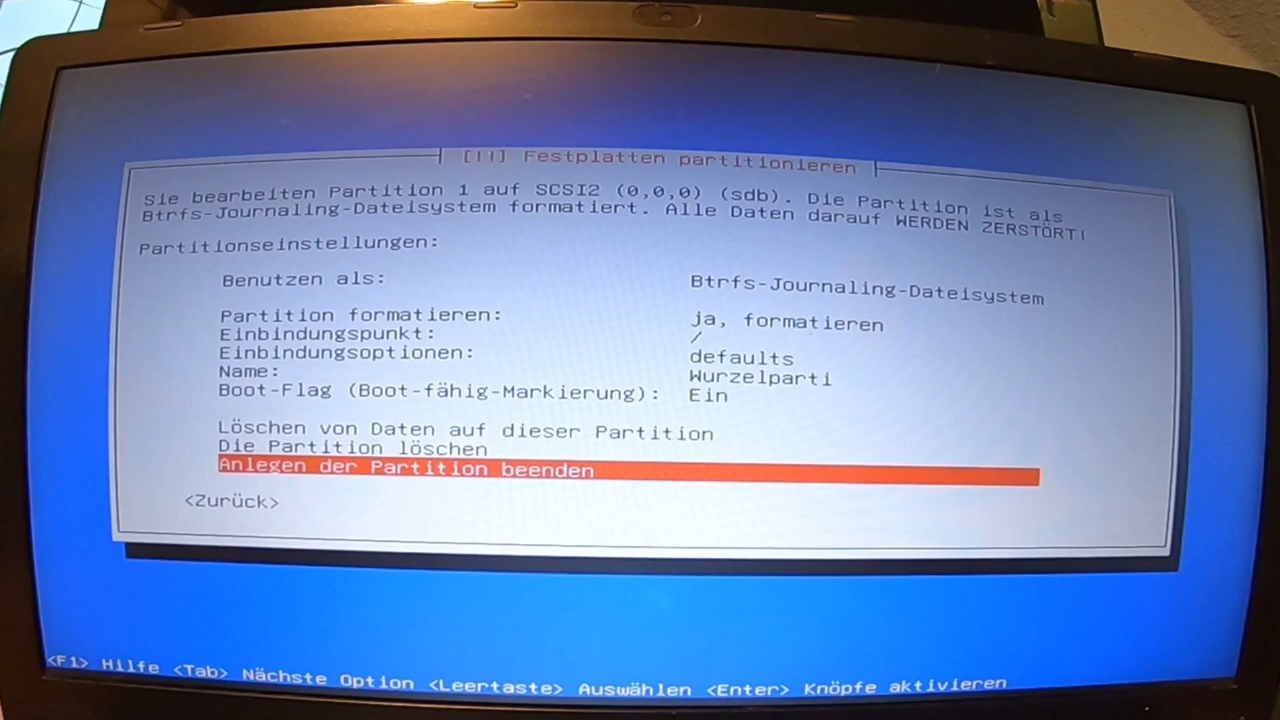 [!!] Festplatten partitionieren
Sie bearbeiten Partition 1 auf SCSI2 (0,0,0) (sdb). Die Partition ist als
Btrfs-Journaling-Dateisystem formatiert. Alle Daten darauf WERDEN ZERSTÖRT!
Partitionseinstellungen:
Benutzen als: Btrfs-Journaling-Dateisystem
Partition formatieren: ja, formatieren
Einbindungspunkt: /
Einbindungsoptionen: defaults
Name: Wurzelparti
Boot-Flag (Boot-fähig-Markierung): Ein
Löschen von Daten auf dieser Partition
Die Partition löschen
Anlegen der Partition beenden
<Zurück>
<F1> Hilfe <Tab> Nächste Option <Leertaste> Auswählen <Enter> Knöpfe aktivieren